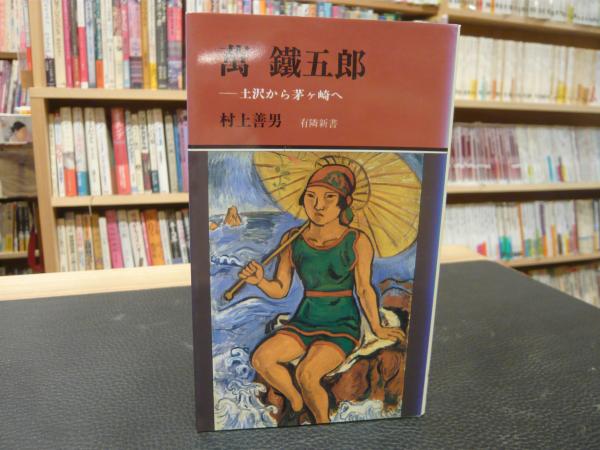 萬 鐵五郎
——土沢から茅ヶ崎へ
村上善男 有隣新書